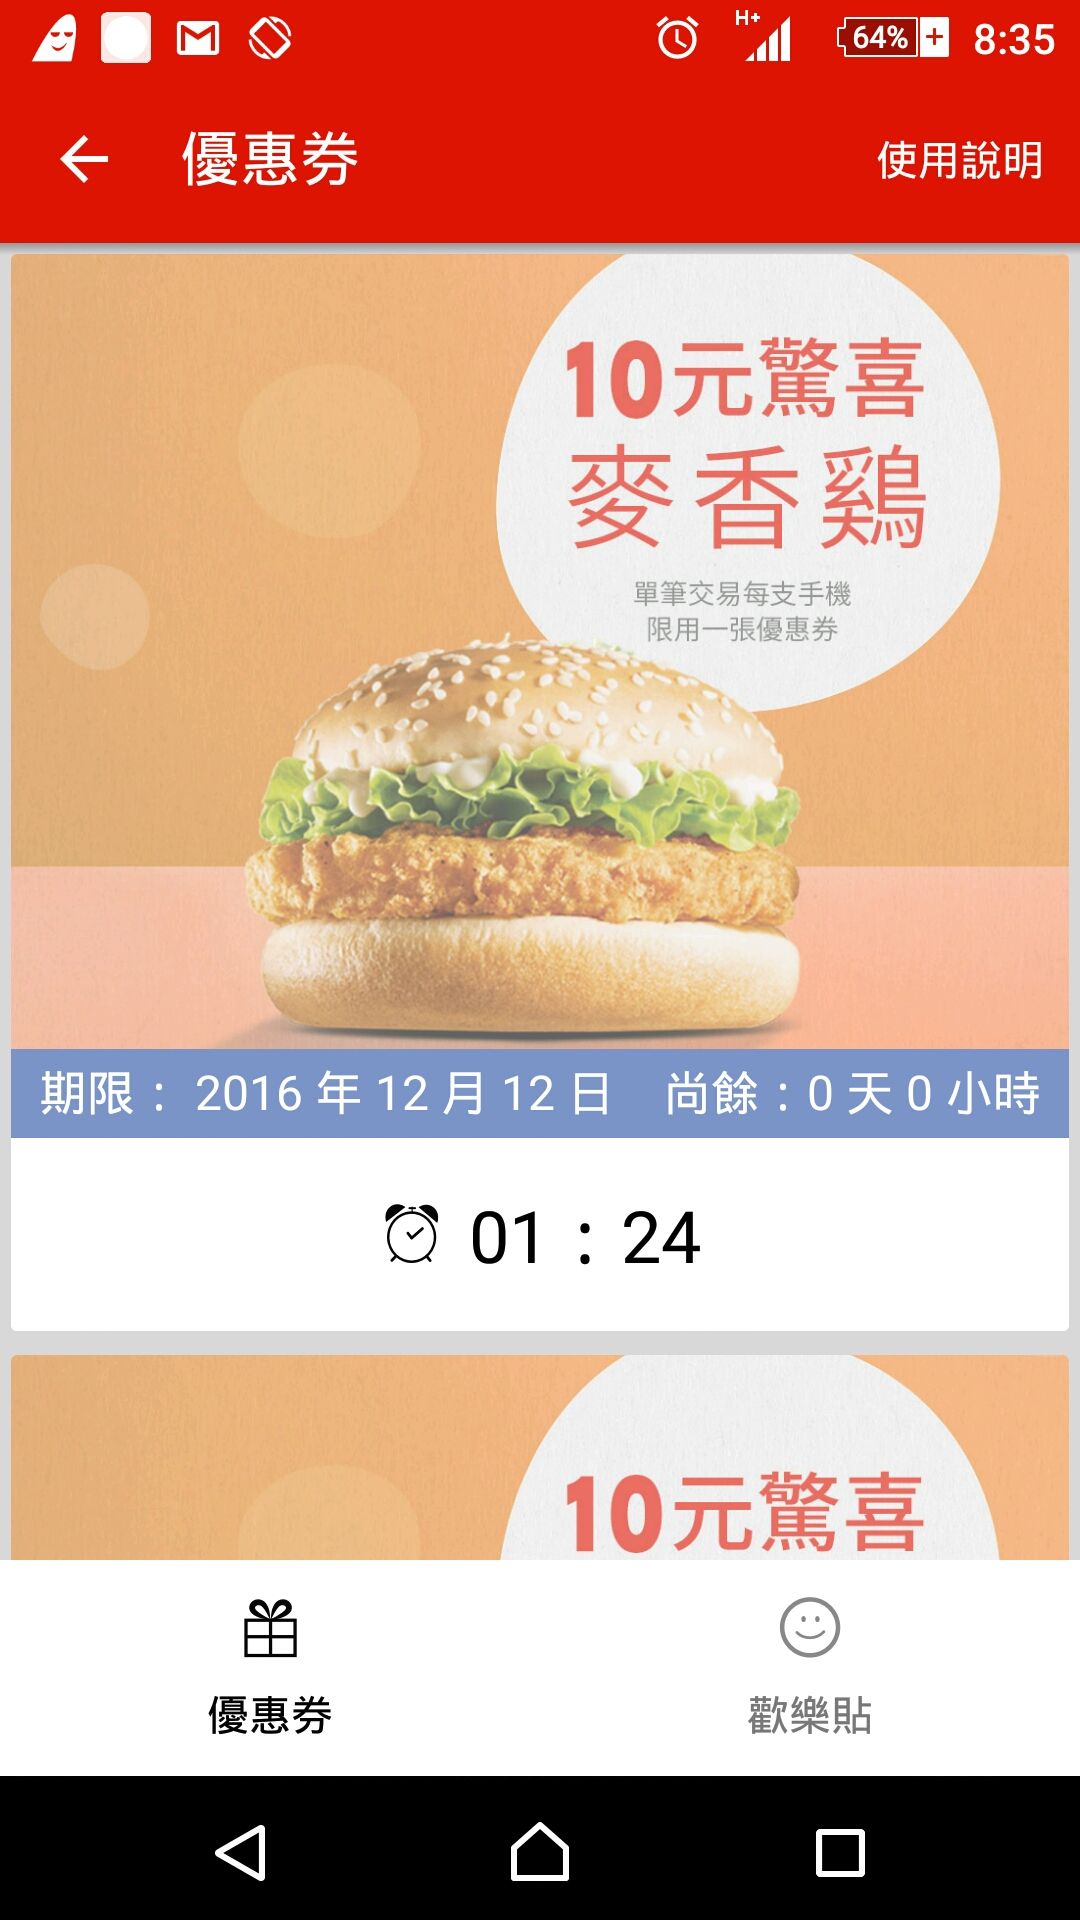 H+ 64% 8:35
優惠券 使用說明
10元驚喜
麥香鷄
單筆交易每支手機
限用一張優惠券
期限： 2016 年 12 月 12 日 尚餘：0 天 0 小時
01 : 24
10元驚喜
優惠券 歡樂貼